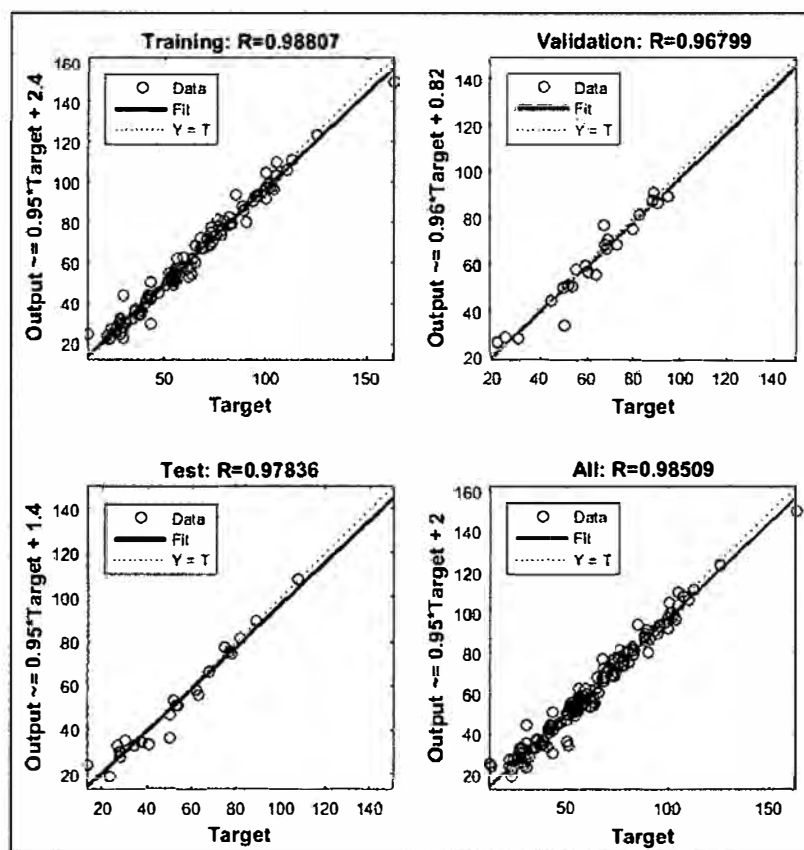 Training: R=0.98807
Output ~= 0.95*Target + 2.4
160
140
120
100
80
60
40
20
Data
Fit
Y = T
50
100
150
Target
Validation: R=0.96799
Output ~= 0.96*Target + 0.82
140
120
100
80
60
40
20
Data
Fit
Y = T
20
40
60
80
100
120
140
Target
Test: R=0.97836
Output ~= 0.95*Target + 1.4
140
120
100
80
60
40
20
Data
Fit
Y = T
20
40
60
80
100
120
140
Target
All: R=0.98509
Output ~= 0.95*Target + 2
160
140
120
100
80
60
40
20
Data
Fit
Y = T
50
100
150
Target